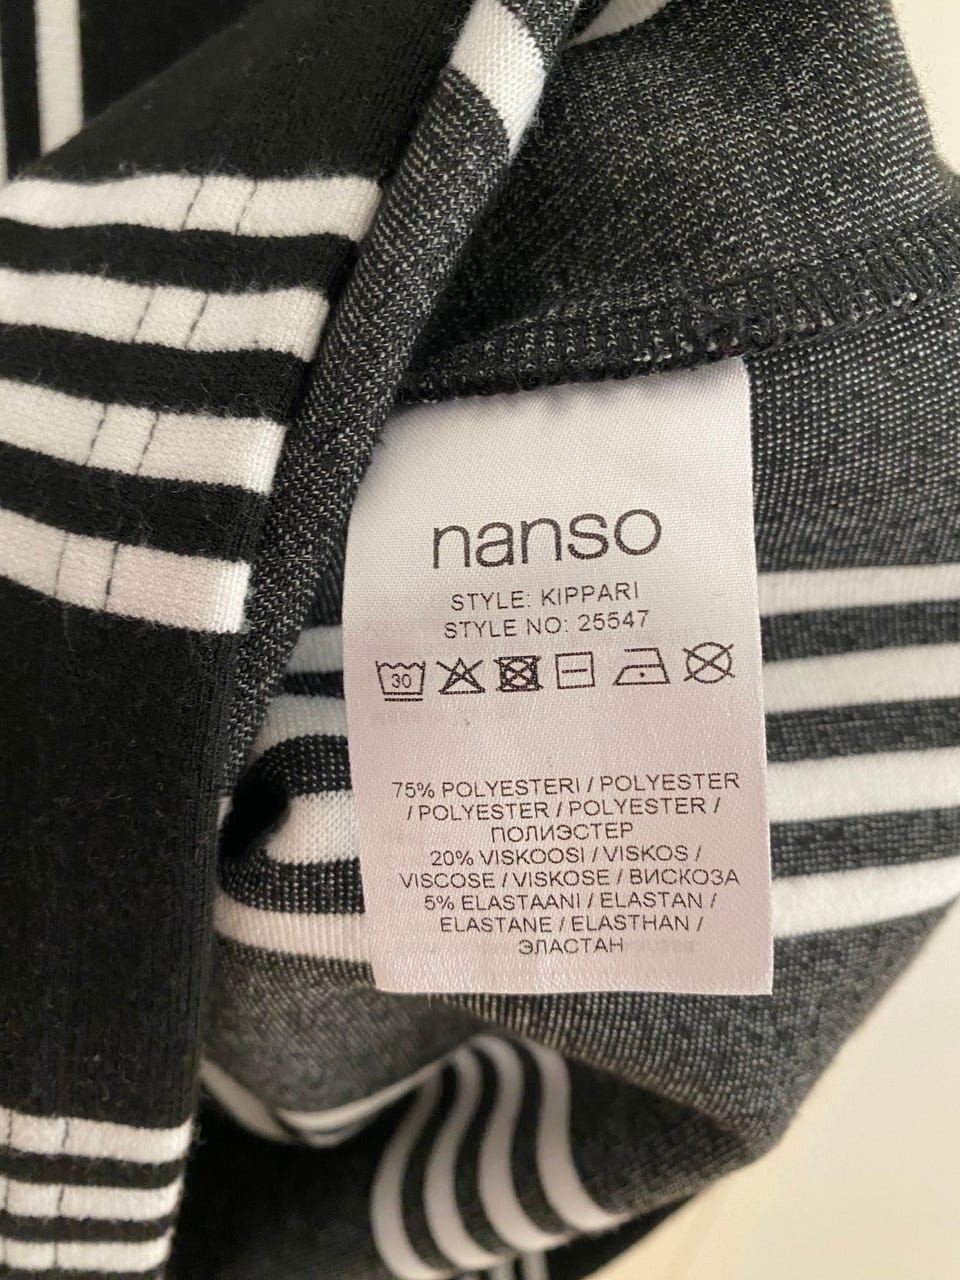 nanso
STYLE: KIPPARI
STYLE NO: 25547
30
75% POLYESTERI / POLYESTER
/ POLYESTER / POLYESTER /
ПОЛИЭСТЕР
20% VISKOOSI / VISKOS /
VISCOSE / VISKOSE / ВИСКОЗА
5% ELASTAANI / ELASTAN /
ELASTANE / ELASTHAN /
ЭЛАСТАН